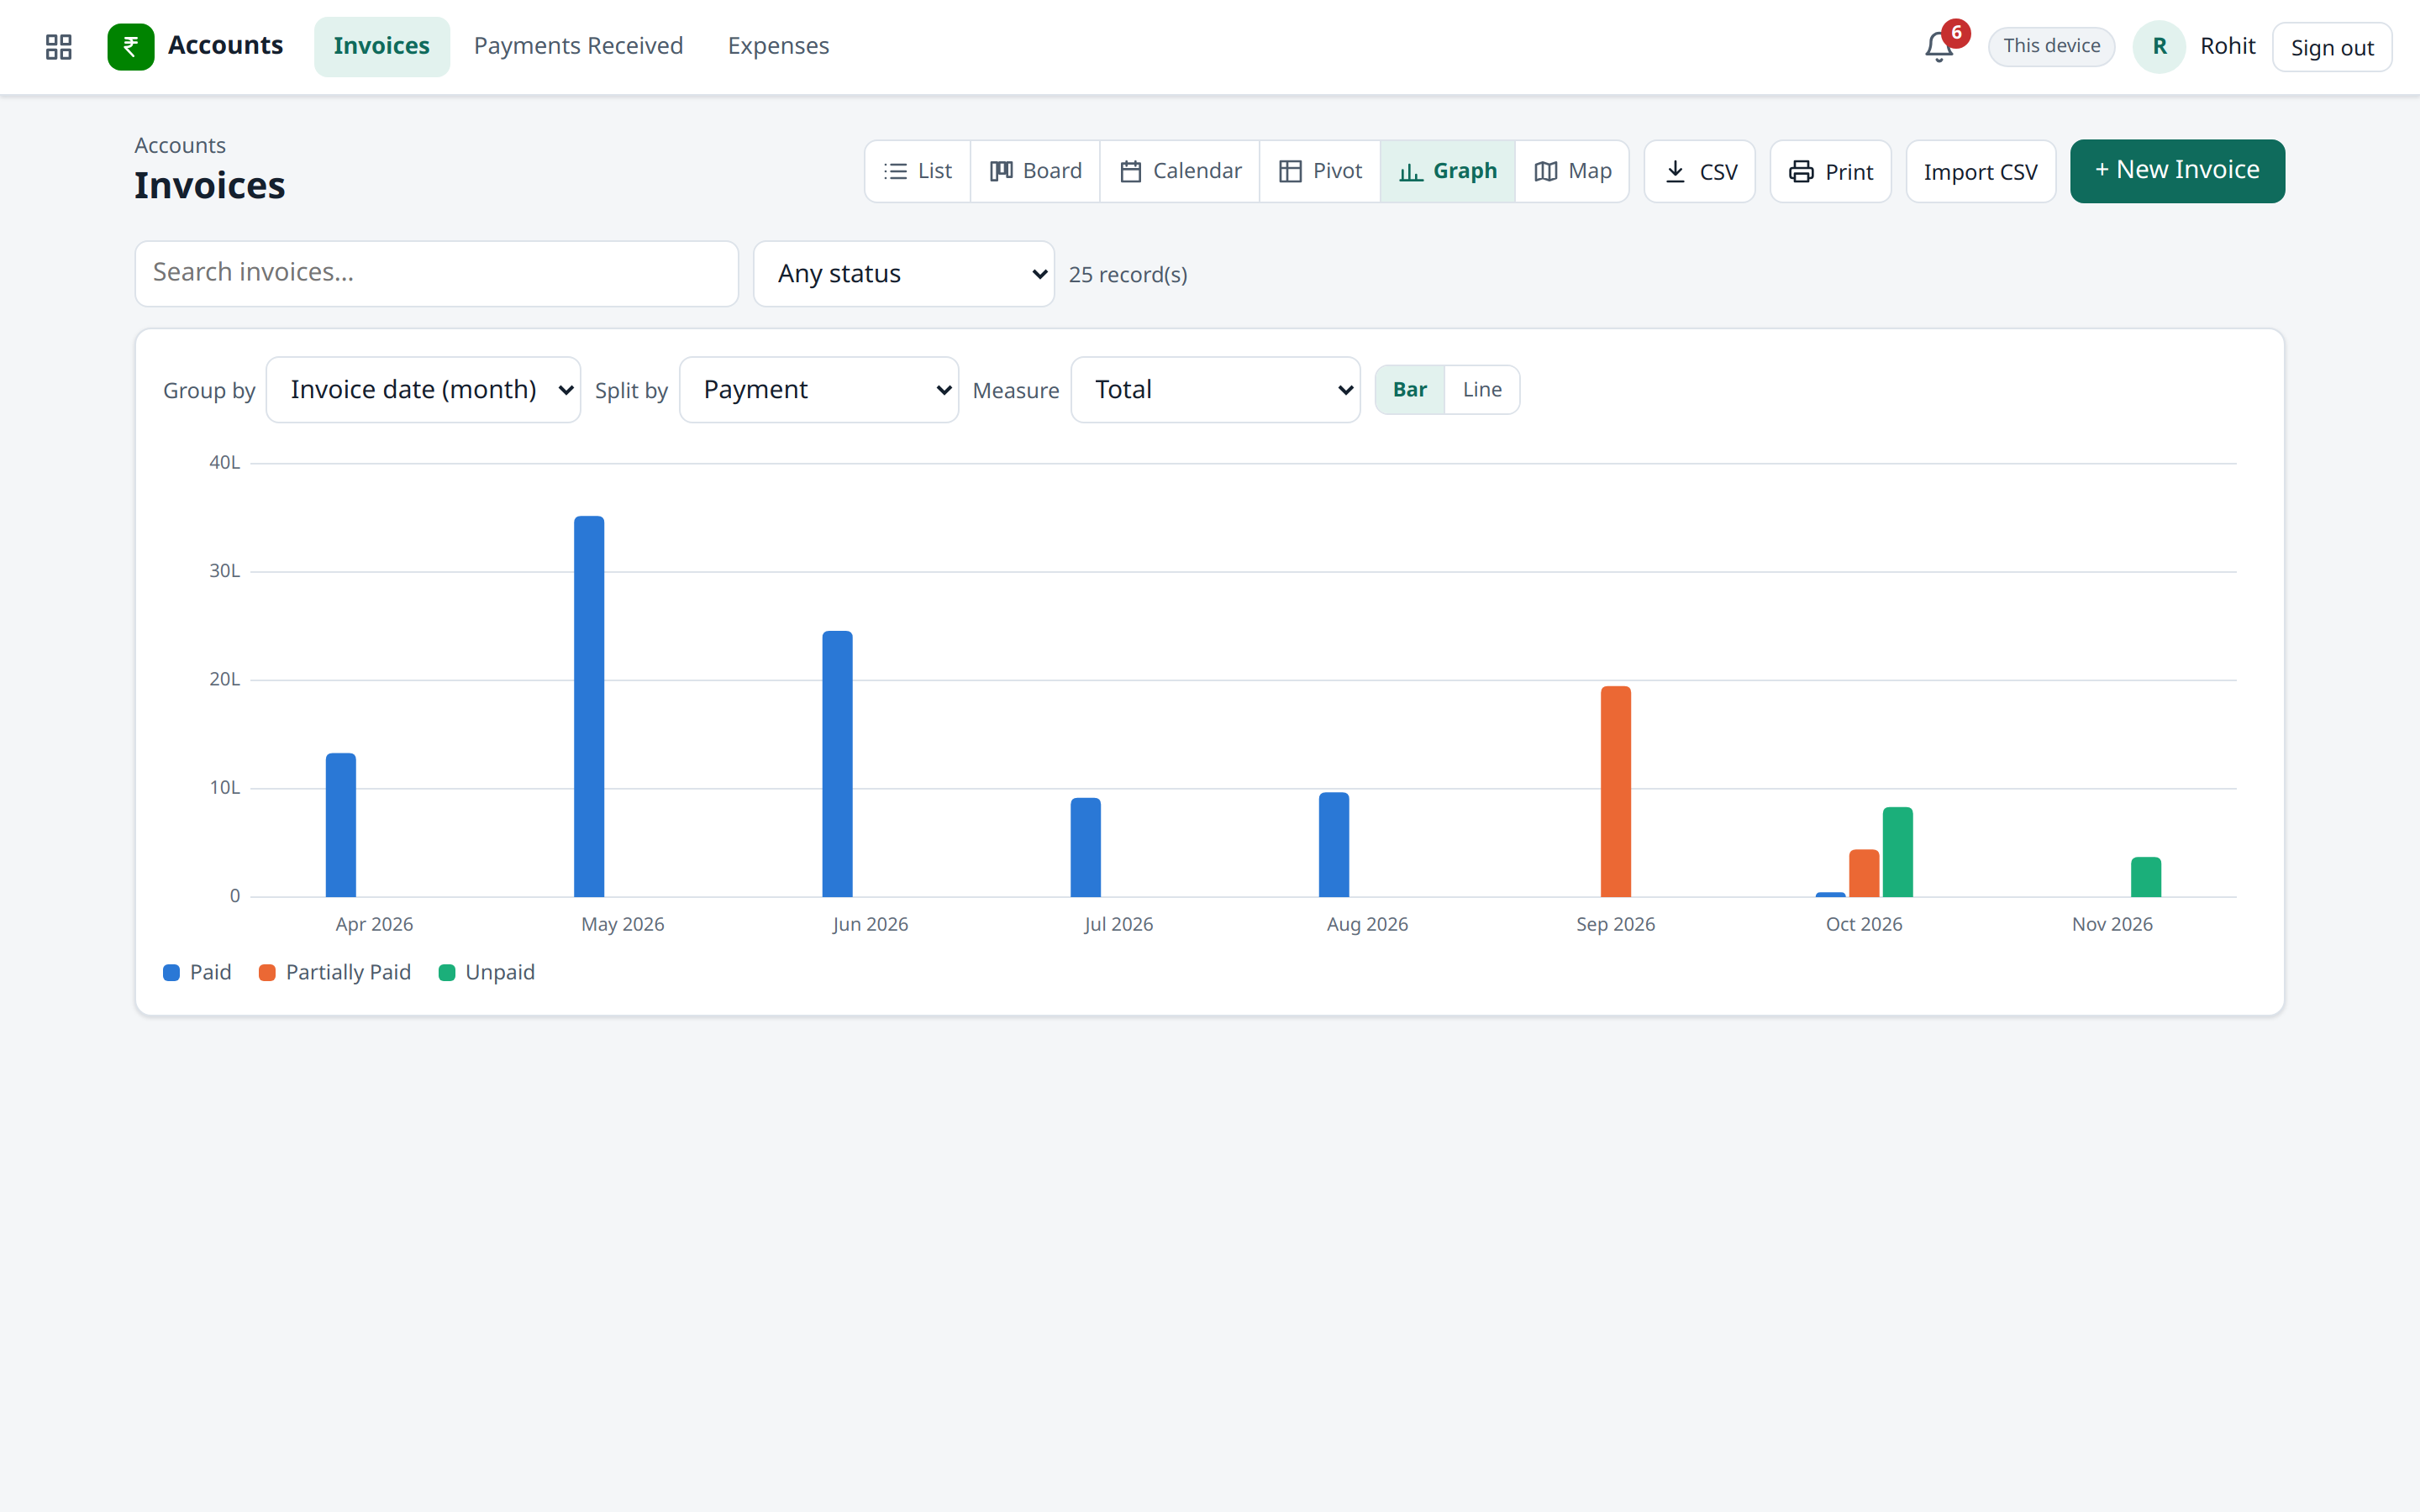 ₹ Accounts Invoices Payments Received Expenses 6 This device R Rohit Sign out
Accounts
Invoices
List Board Calendar Pivot Graph Map CSV Print Import CSV + New Invoice
Search invoices... Any status 25 record(s)
Group by Invoice date (month) Split by Payment Measure Total Bar Line
40L
30L
20L
10L
0
Apr 2026 May 2026 Jun 2026 Jul 2026 Aug 2026 Sep 2026 Oct 2026 Nov 2026
Paid Partially Paid Unpaid